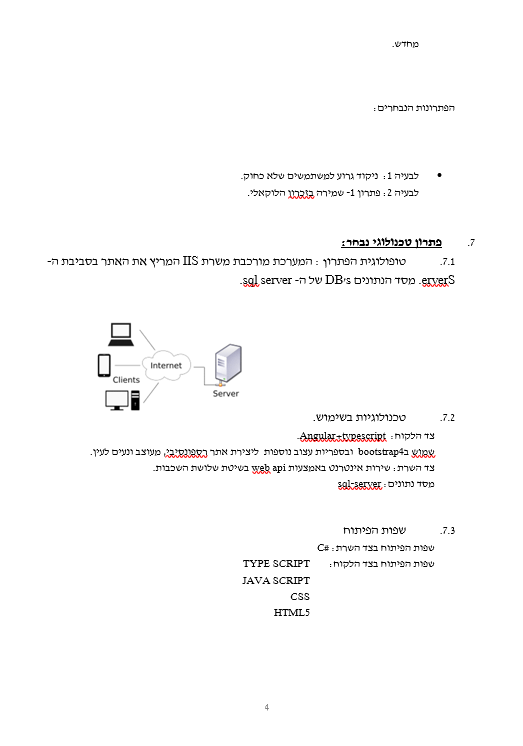 מחדש.
הפתרונות הנבחרים:
• לבעיה 1: ניקוד גרוע למשתמשים שלא כחוק.
לבעיה 2: פתרון 1- שמירה בזכרון הלוקאלי.
7. פתרון טכנולוגי נבחר:
7.1. טופולוגית הפתרון : המערכת מורכבת משרת IIS המריץ את האתר בסביבת ה-
erverS. מסד הנתונים DB's של ה- sql server.
Internet
Clients
Server
7.2. טכנולוגיות בשימוש.
צד הלקוח: Angular+typescript.
שמוש בbootstrap4 ובספריות עצוב נוספות ליצירת אתר רספונסיבי, מעוצב ונעים לעין.
צד השרת: שירות אינטרנט באמצעות web api בשיטת שלושת השכבות.
מסד נתונים: sql-server
7.3. שפות הפיתוח
שפות הפיתוח בצד השרת: C#
שפות הפיתוח בצד הלקוח: TYPE SCRIPT
JAVA SCRIPT
CSS
HTML5
4